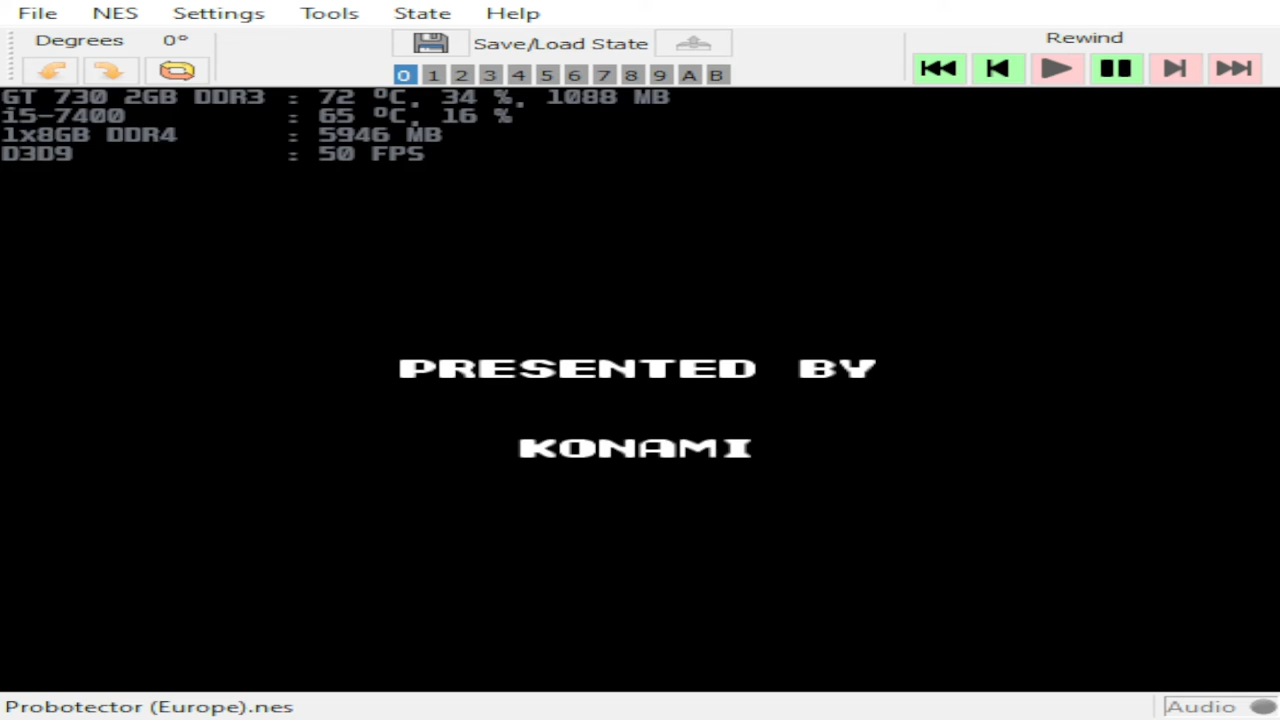 File NES Settings Tools State Help
Degrees 0° Save/Load State Rewind
0 1 2 3 4 5 6 7 8 9 A B
GT 730 2GB DDR3 : 72 ºC, 34 %, 1088 MB
i5-7400 : 65 ºC, 16 %
1x8GB DDR4 : 5946 MB
D3D9 : 50 FPS
PRESENTED BY
KONAMI
Probotector (Europe).nes Audio